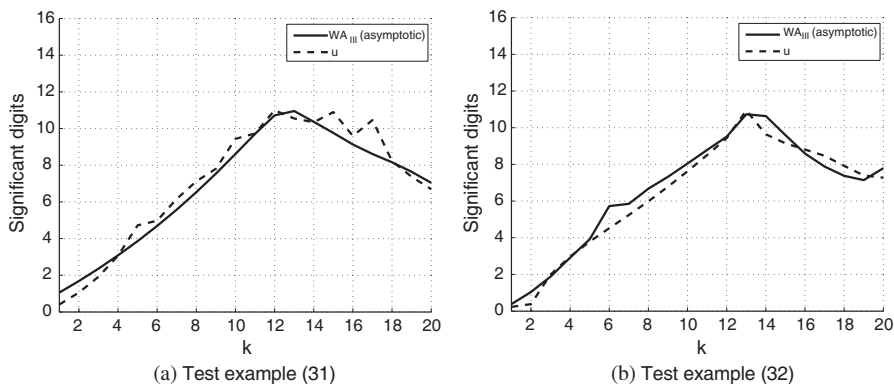 16
14
12
10
8
6
4
2
0
Significant digits
WA III (asymptotic)
u
2 4 6 8 10 12 14 16 18 20
k
(a) Test example (31)
16
14
12
10
8
6
4
2
0
Significant digits
WA III (asymptotic)
u
2 4 6 8 10 12 14 16 18 20
k
(b) Test example (32)